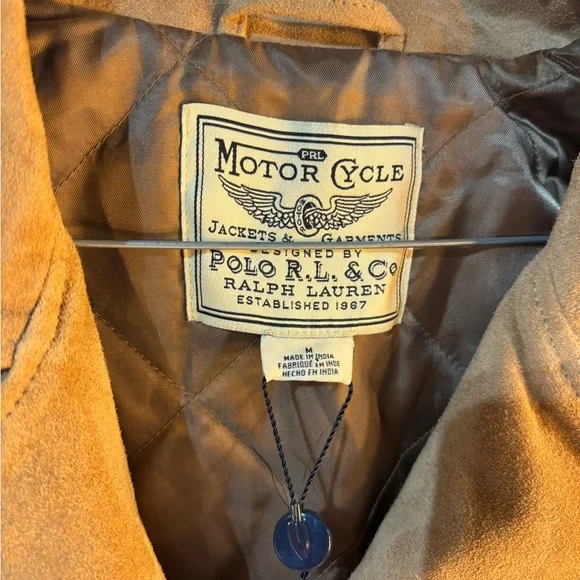 PRL
MOTOR CYCLE
JACKETS & GARMENTS
DESIGNED BY
POLO R.L. & Co
RALPH LAUREN
ESTABLISHED 1967
M
MADE IN INDIA
FABRIQUÉ EN INDE
HECHO EN INDIA